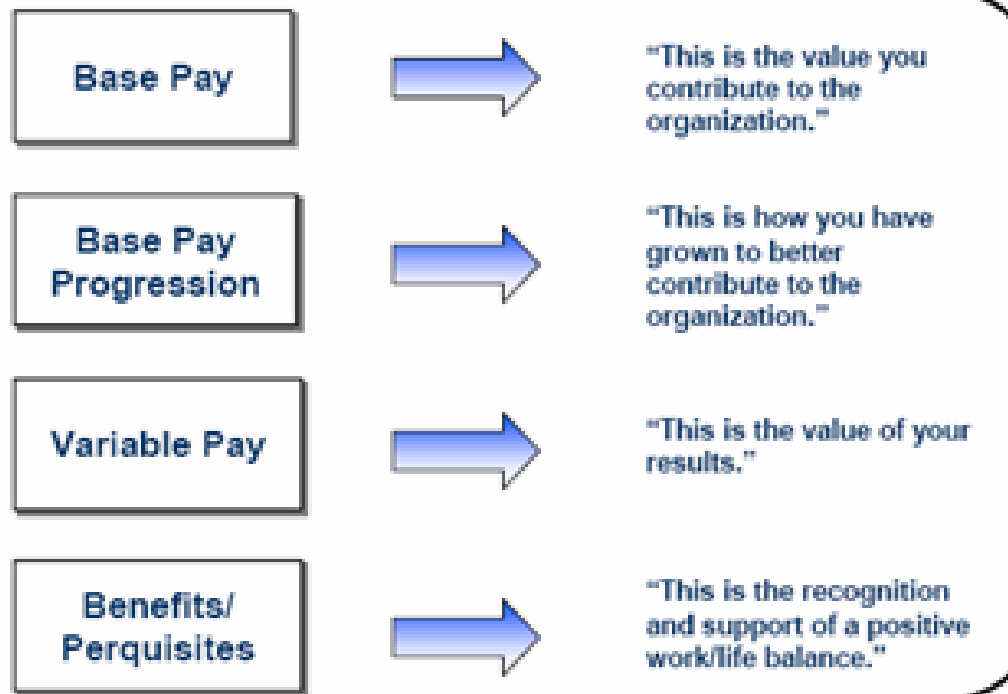 Base Pay
“This is the value you
contribute to the
organization.”
Base Pay
Progression
“This is how you have
grown to better
contribute to the
organization.”
Variable Pay
“This is the value of your
results.”
Benefits/
Perquisites
“This is the recognition
and support of a positive
work/life balance.”